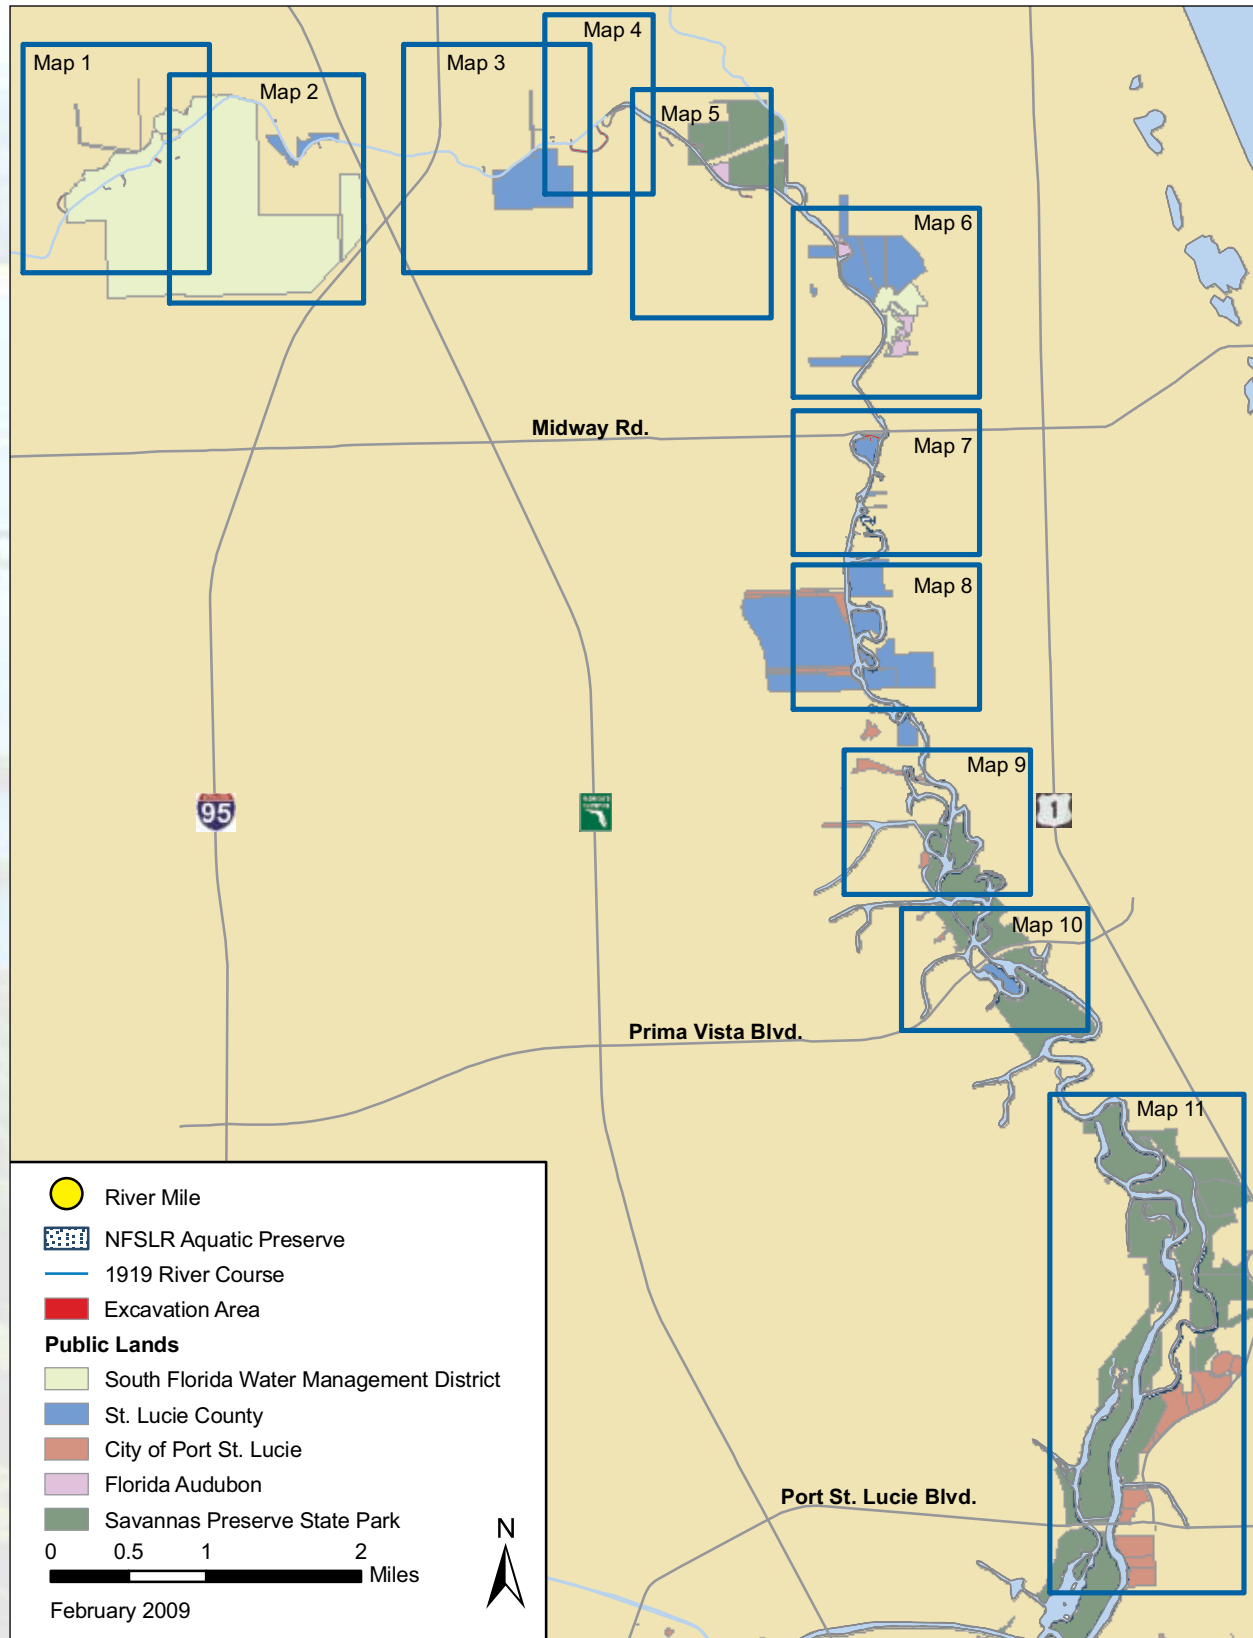 Map 1
Map 2
Map 3
Map 4
Map 5
Map 6
Midway Rd.
Map 7
Map 8
Map 9
95
1
Map 10
Prima Vista Blvd.
Map 11
River Mile
NFSLR Aquatic Preserve
1919 River Course
Excavation Area
Public Lands
South Florida Water Management District
St. Lucie County
City of Port St. Lucie
Florida Audubon
Savannas Preserve State Park
Port St. Lucie Blvd.
N
0 0.5 1 2
Miles
February 2009